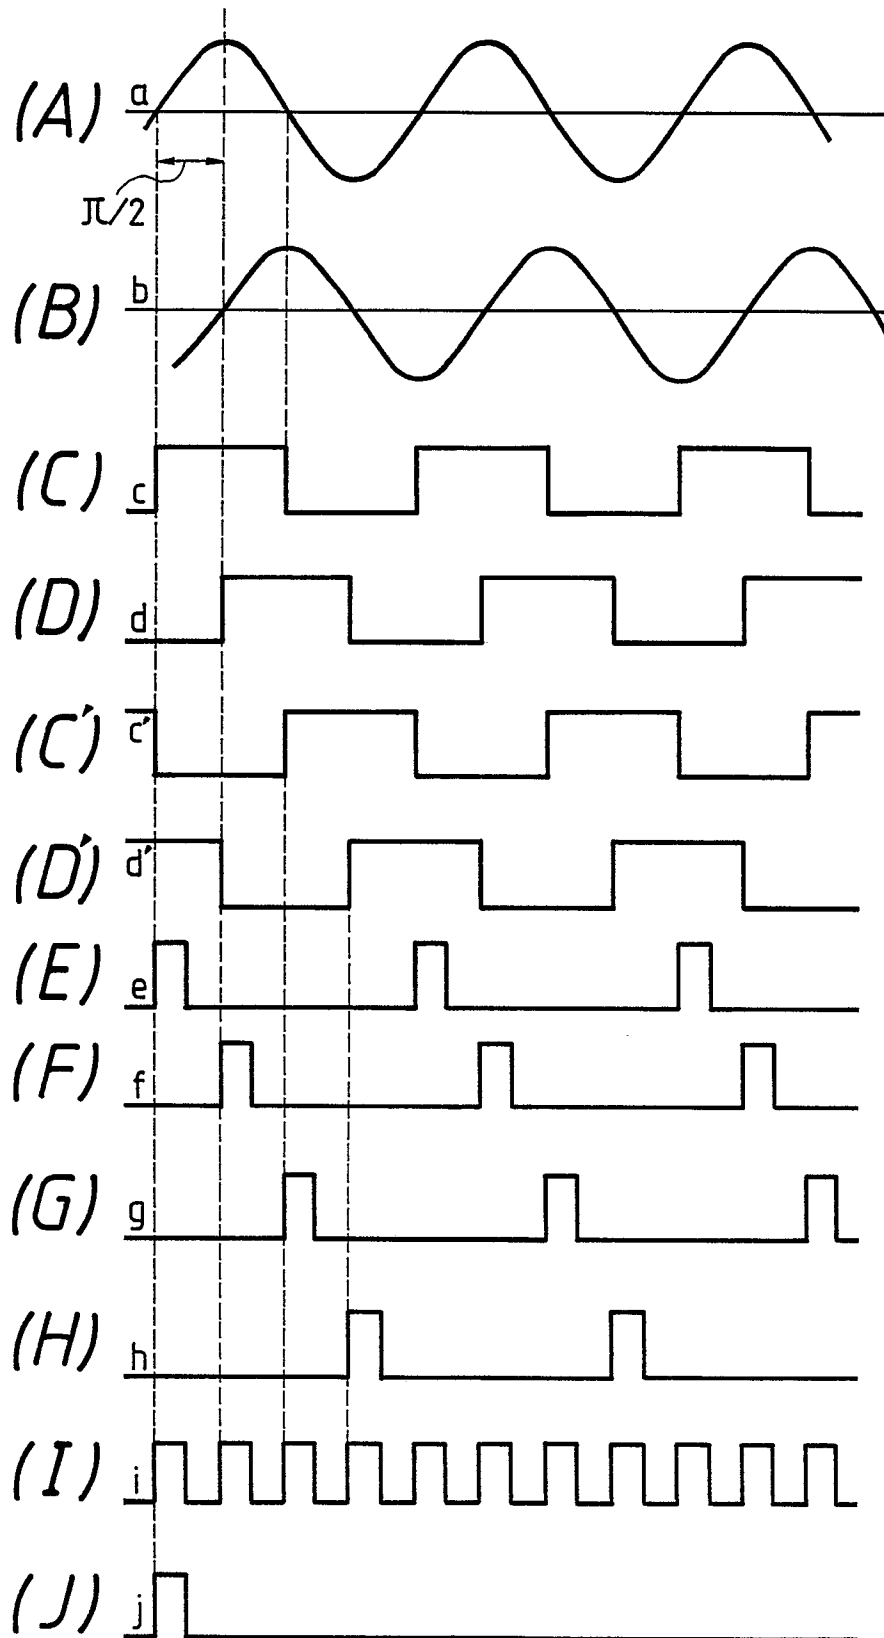 (A) a
π/2
(B) b
(C) c
(D) d
(C') c'
(D') d'
(E) e
(F) f
(G) g
(H) h
(I) i
(J) j